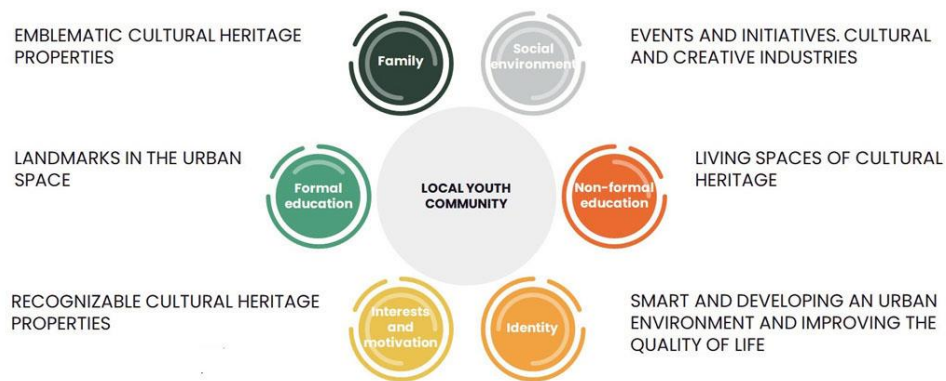 EMBLEMATIC CULTURAL HERITAGE
PROPERTIES
Family
Social
environment
EVENTS AND INITIATIVES. CULTURAL
AND CREATIVE INDUSTRIES
LANDMARKS IN THE URBAN
SPACE
Formal
education
LOCAL YOUTH
COMMUNITY
Non-formal
education
LIVING SPACES OF CULTURAL
HERITAGE
RECOGNIZABLE CULTURAL HERITAGE
PROPERTIES
Interests
and
motivation
Identity
SMART AND DEVELOPING AN URBAN
ENVIRONMENT AND IMPROVING THE
QUALITY OF LIFE